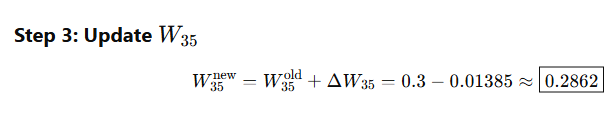 Step 3: Update W₃₅
W₃₅ⁿᵉʷ = W₃₅ᵒˡᵈ + ΔW₃₅ = 0.3 − 0.01385 ≈ 0.2862